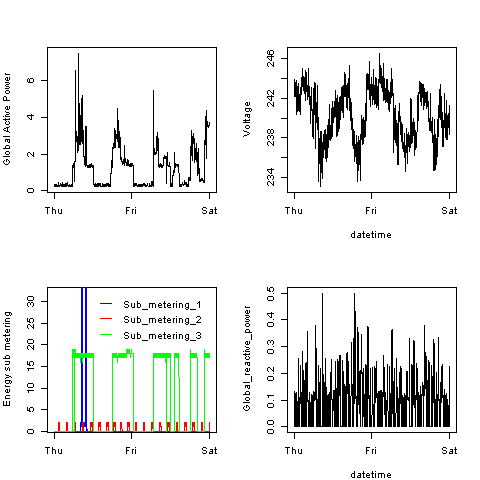 Global Active Power
6
4
2
0
Thu Fri Sat
Voltage
246
242
238
234
Thu Fri Sat
datetime
Energy sub metering
30
25
20
15
10
5
0
Sub_metering_1
Sub_metering_2
Sub_metering_3
Thu Fri Sat
Global_reactive_power
0.5
0.4
0.3
0.2
0.1
0.0
Thu Fri Sat
datetime